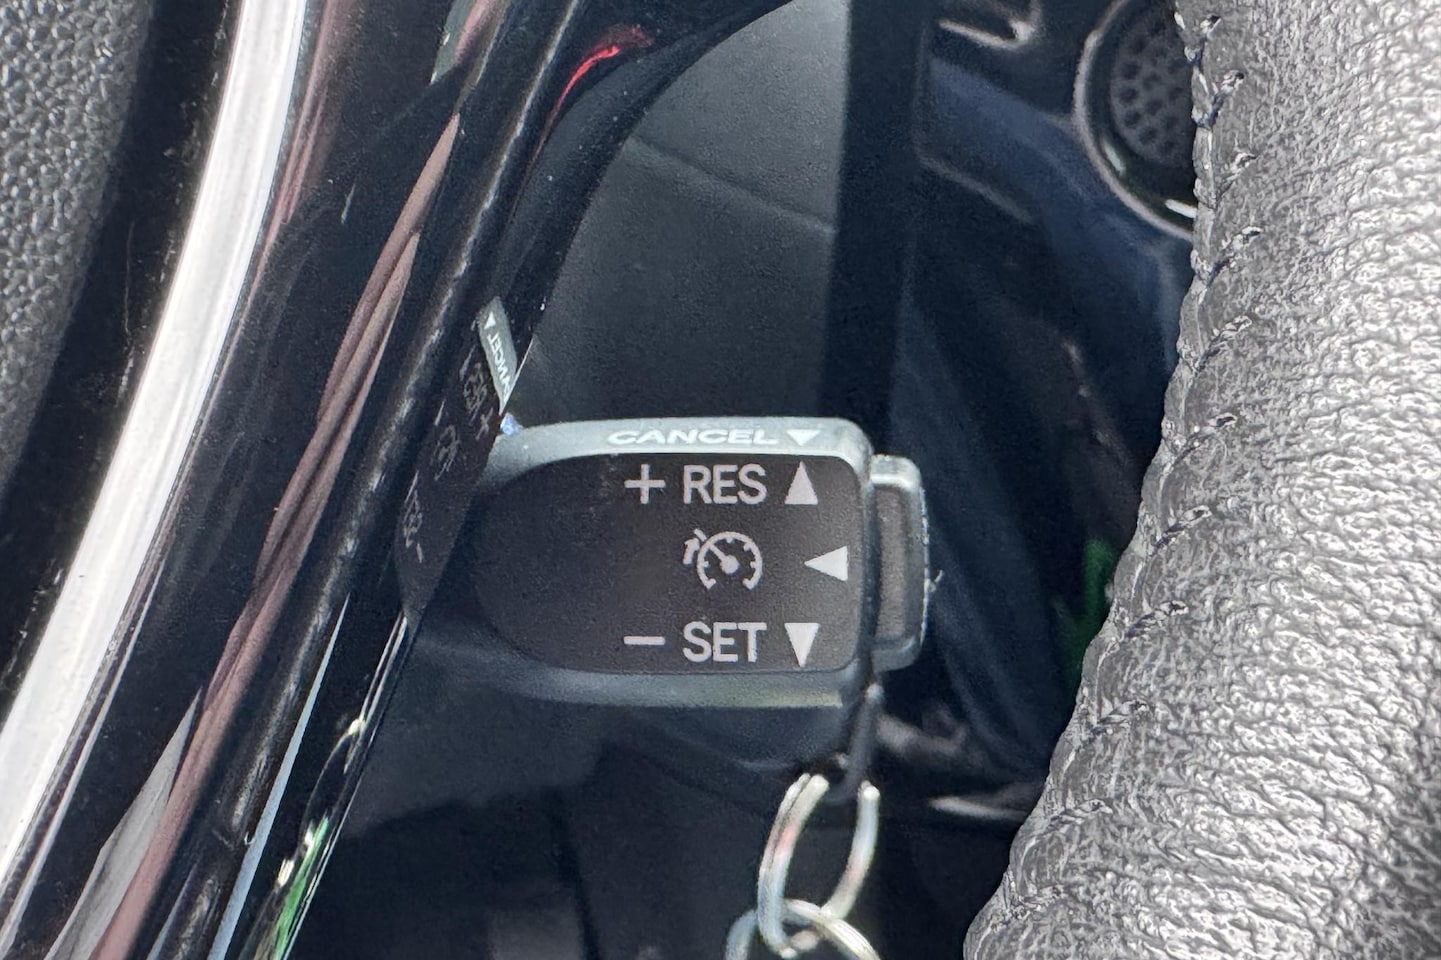 CANCEL ▼
+ RES ▲
◀
− SET ▼